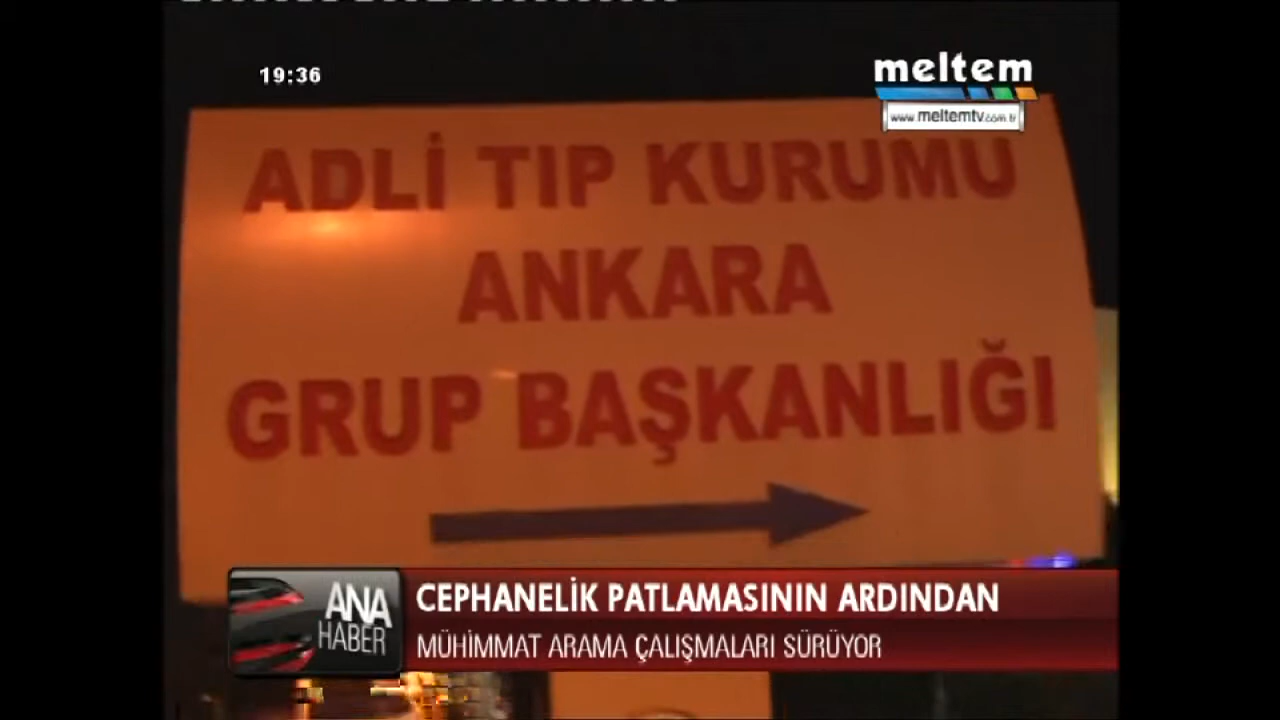 19:36
meltem
www.meltemtv.com.tr
ADLİ TIP KURUMU
ANKARA
GRUP BAŞKANLIĞI
ANA
HABER
CEPHANELİK PATLAMASININ ARDINDAN
MÜHİMMAT ARAMA ÇALIŞMALARI SÜRÜYOR